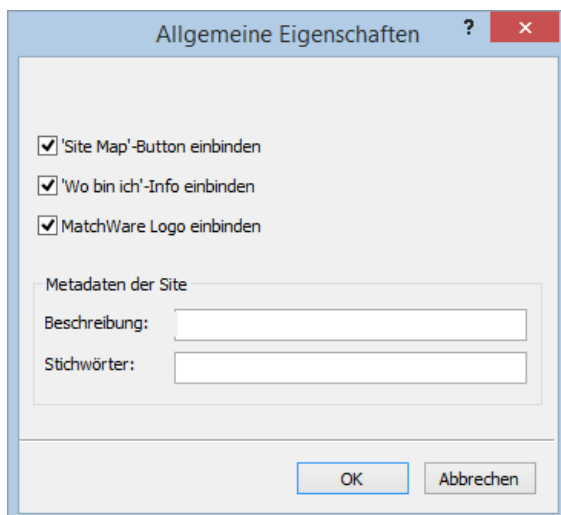 Allgemeine Eigenschaften ?
'Site Map'-Button einbinden
'Wo bin ich'-Info einbinden
MatchWare Logo einbinden
Metadaten der Site
Beschreibung:
Stichwörter:
OK Abbrechen